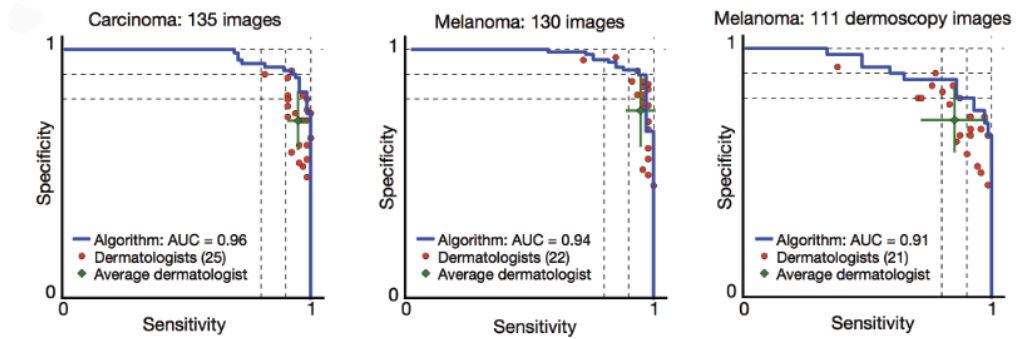 Carcinoma: 135 images
1
Specificity
Algorithm: AUC = 0.96
Dermatologists (25)
Average dermatologist
0
0
1
Sensitivity
Melanoma: 130 images
1
Specificity
Algorithm: AUC = 0.94
Dermatologists (22)
Average dermatologist
0
0
1
Sensitivity
Melanoma: 111 dermoscopy images
1
Specificity
Algorithm: AUC = 0.91
Dermatologists (21)
Average dermatologist
0
0
1
Sensitivity